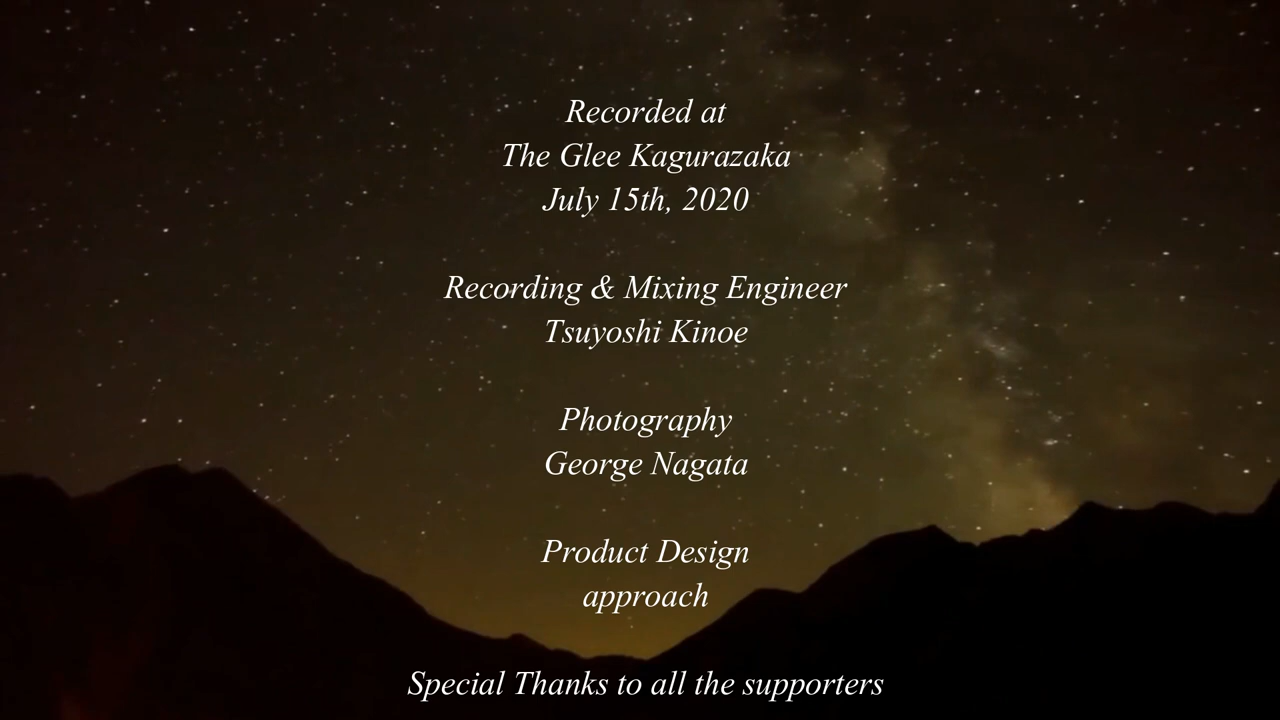 Recorded at
The Glee Kagurazaka
July 15th, 2020
Recording & Mixing Engineer
Tsuyoshi Kinoe
Photography
George Nagata
Product Design
approach
Special Thanks to all the supporters